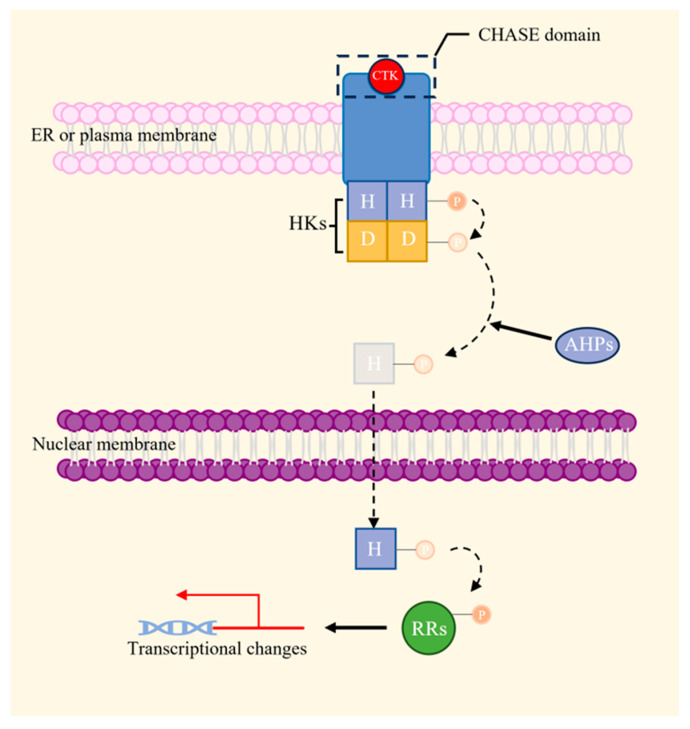 CHASE domain
CTK
ER or plasma membrane
H H P
HKs
D D P
AHPs
H P
Nuclear membrane
H P
P
RRs
Transcriptional changes